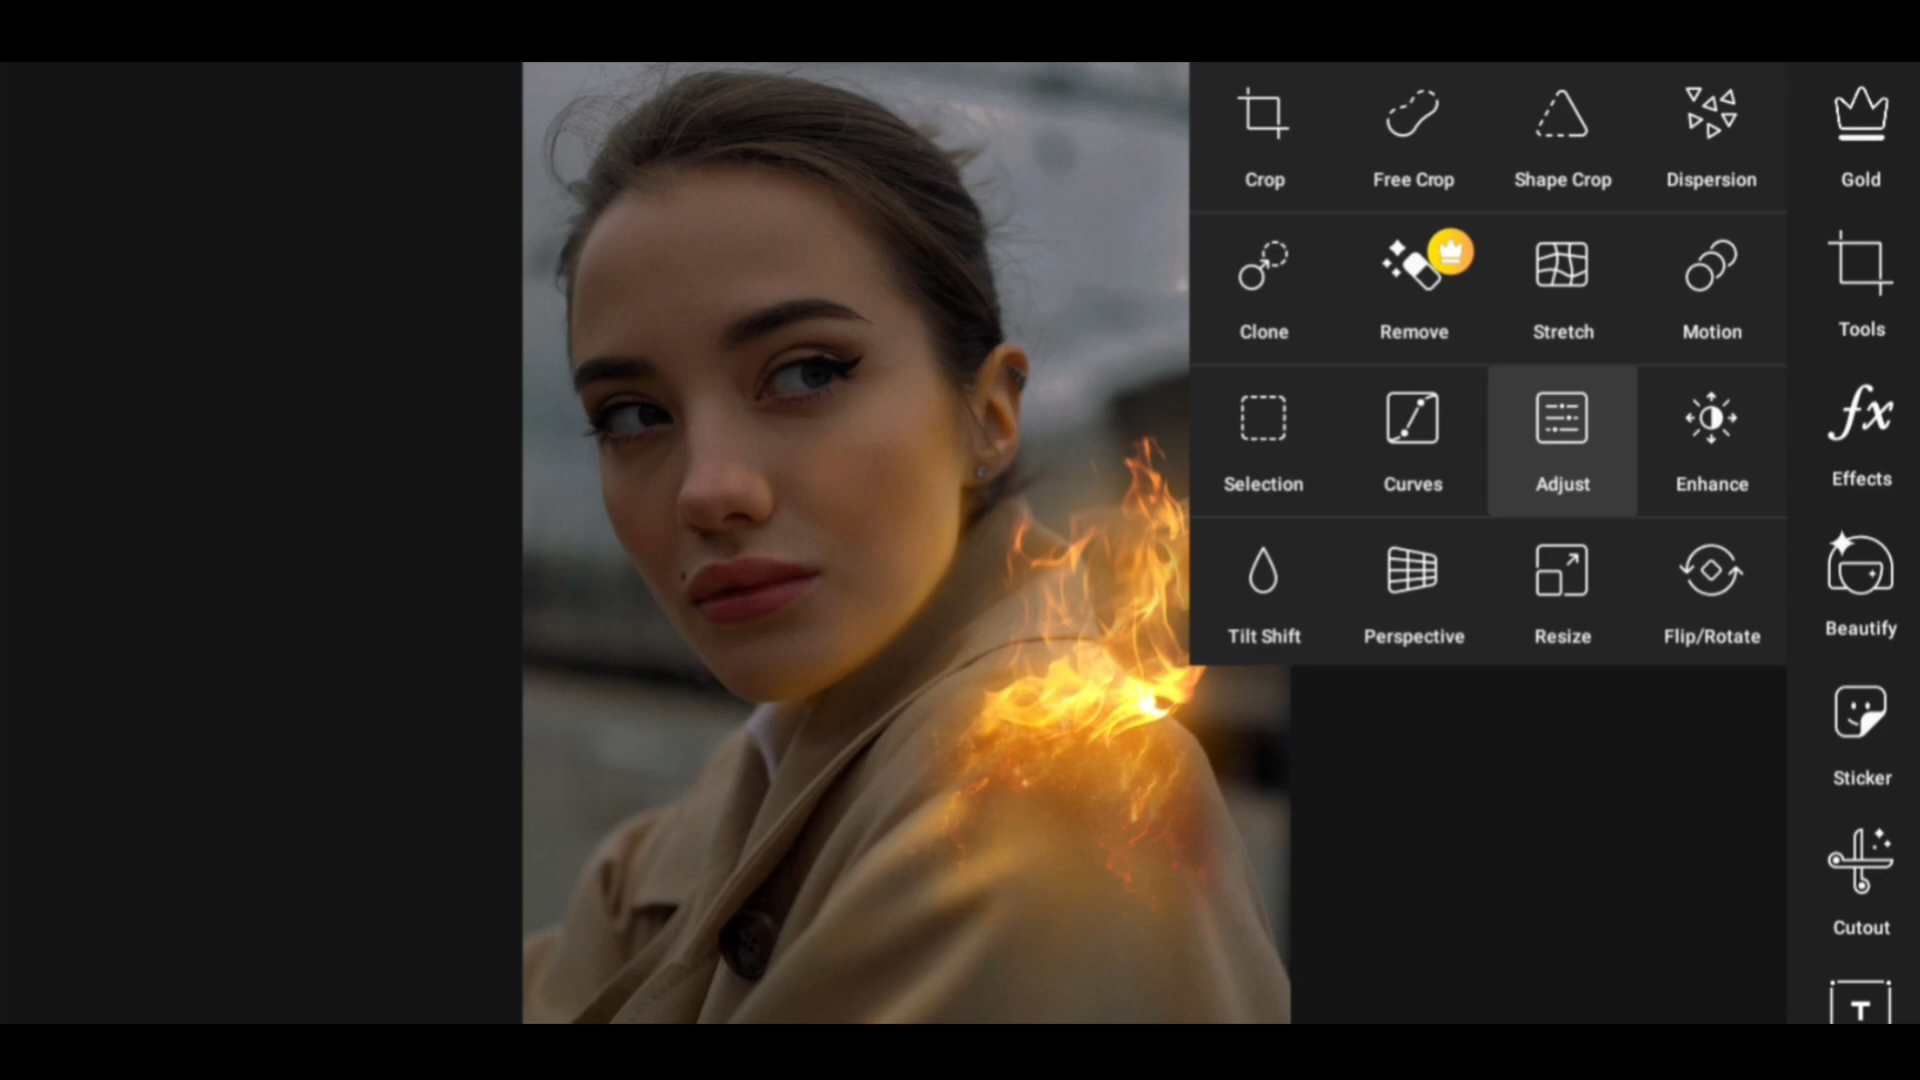 Crop Free Crop Shape Crop Dispersion
Clone Remove Stretch Motion
Selection Curves Adjust Enhance
Tilt Shift Perspective Resize Flip/Rotate
Gold
Tools
fx
Effects
Beautify
Sticker
Cutout
T